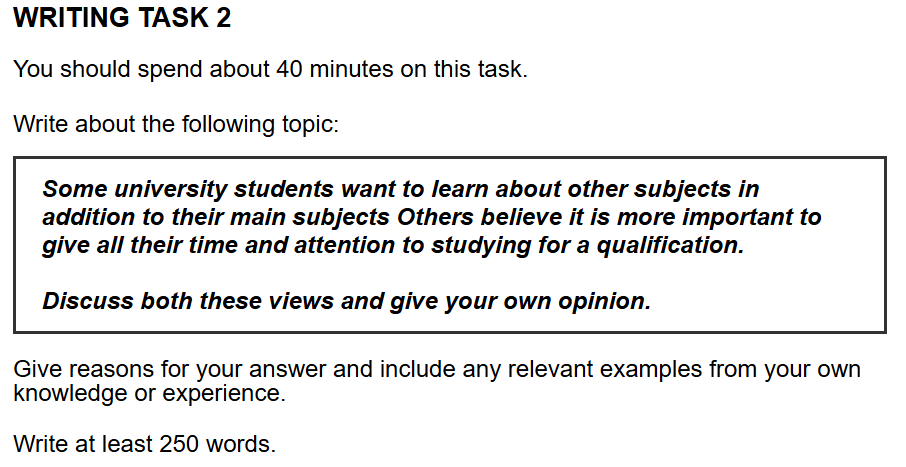 WRITING TASK 2
You should spend about 40 minutes on this task.
Write about the following topic:
Some university students want to learn about other subjects in
addition to their main subjects Others believe it is more important to
give all their time and attention to studying for a qualification.
Discuss both these views and give your own opinion.
Give reasons for your answer and include any relevant examples from your own
knowledge or experience.
Write at least 250 words.